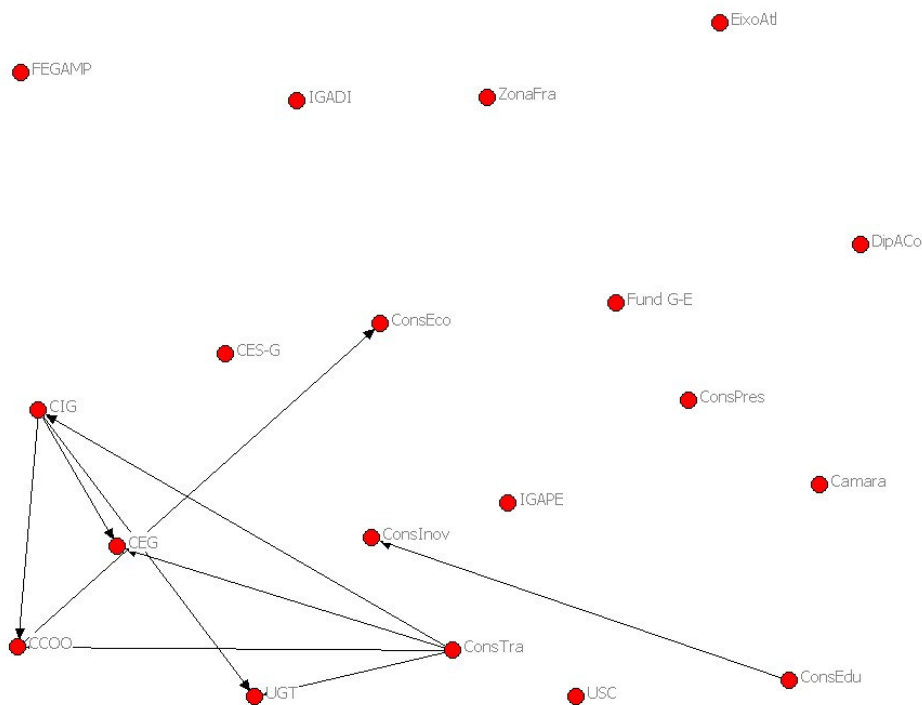 EixoAtl
FEGAMP
IGADI
ZonaFra
DipACo
Fund G-E
ConsEco
CES-G
ConsPres
CIG
Camara
IGAPE
ConsInov
CEG
CCOO
ConsTra
ConsEdu
UGT
USC